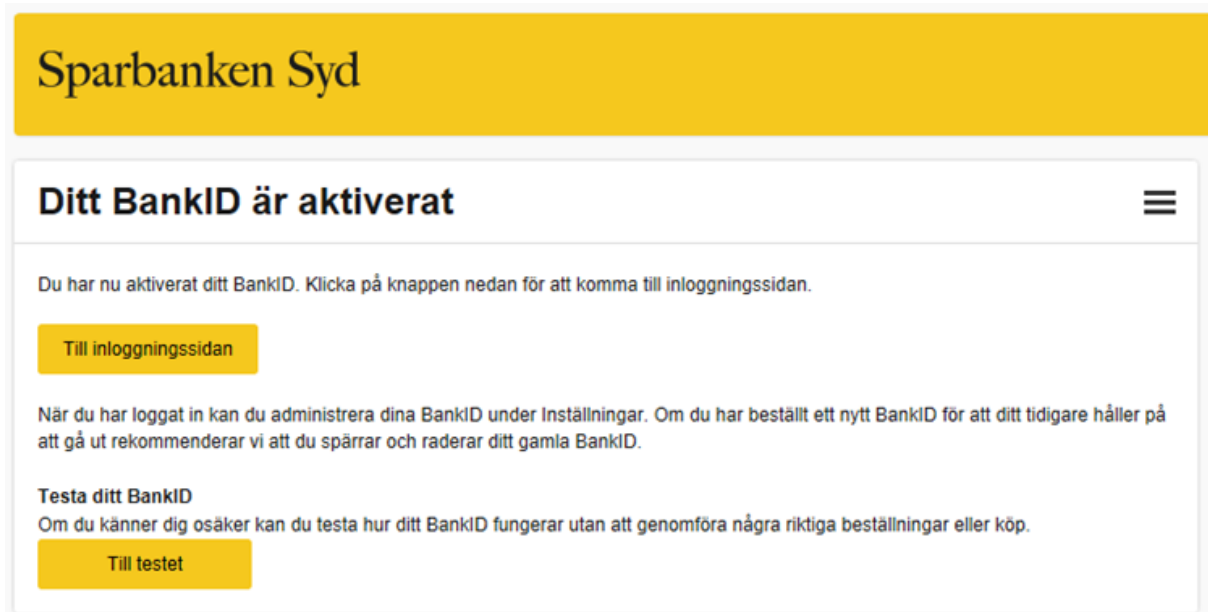 Sparbanken Syd
Ditt BankID är aktiverat
Du har nu aktiverat ditt BankID. Klicka på knappen nedan för att komma till inloggningssidan.
Till inloggningssidan
När du har loggat in kan du administrera dina BankID under Inställningar. Om du har beställt ett nytt BankID för att ditt tidigare håller på
att gå ut rekommenderar vi att du spärrar och raderar ditt gamla BankID.
Testa ditt BankID
Om du känner dig osäker kan du testa hur ditt BankID fungerar utan att genomföra några riktiga beställningar eller köp.
Till testet